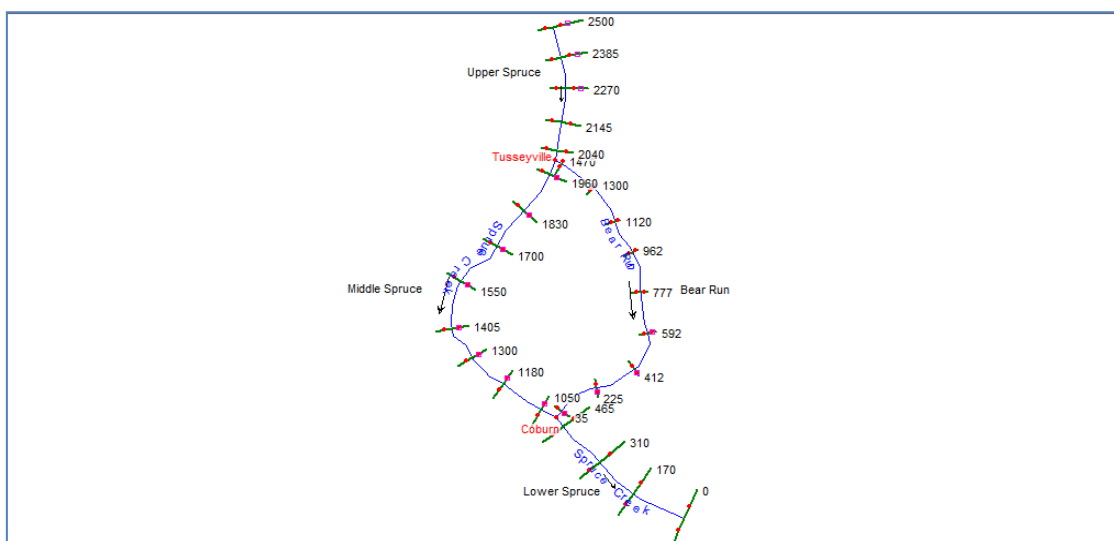 2500
2385
Upper Spruce
2270
2145
2040
Tusseyville
1470
1960
1300
1830
1120
Bear Run
Spruce Creek
1700
962
Middle Spruce
1550
777
Bear Run
1405
592
1300
412
1180
225
1050
465
35
Coburn
310
Spruce Creek
170
Lower Spruce
0